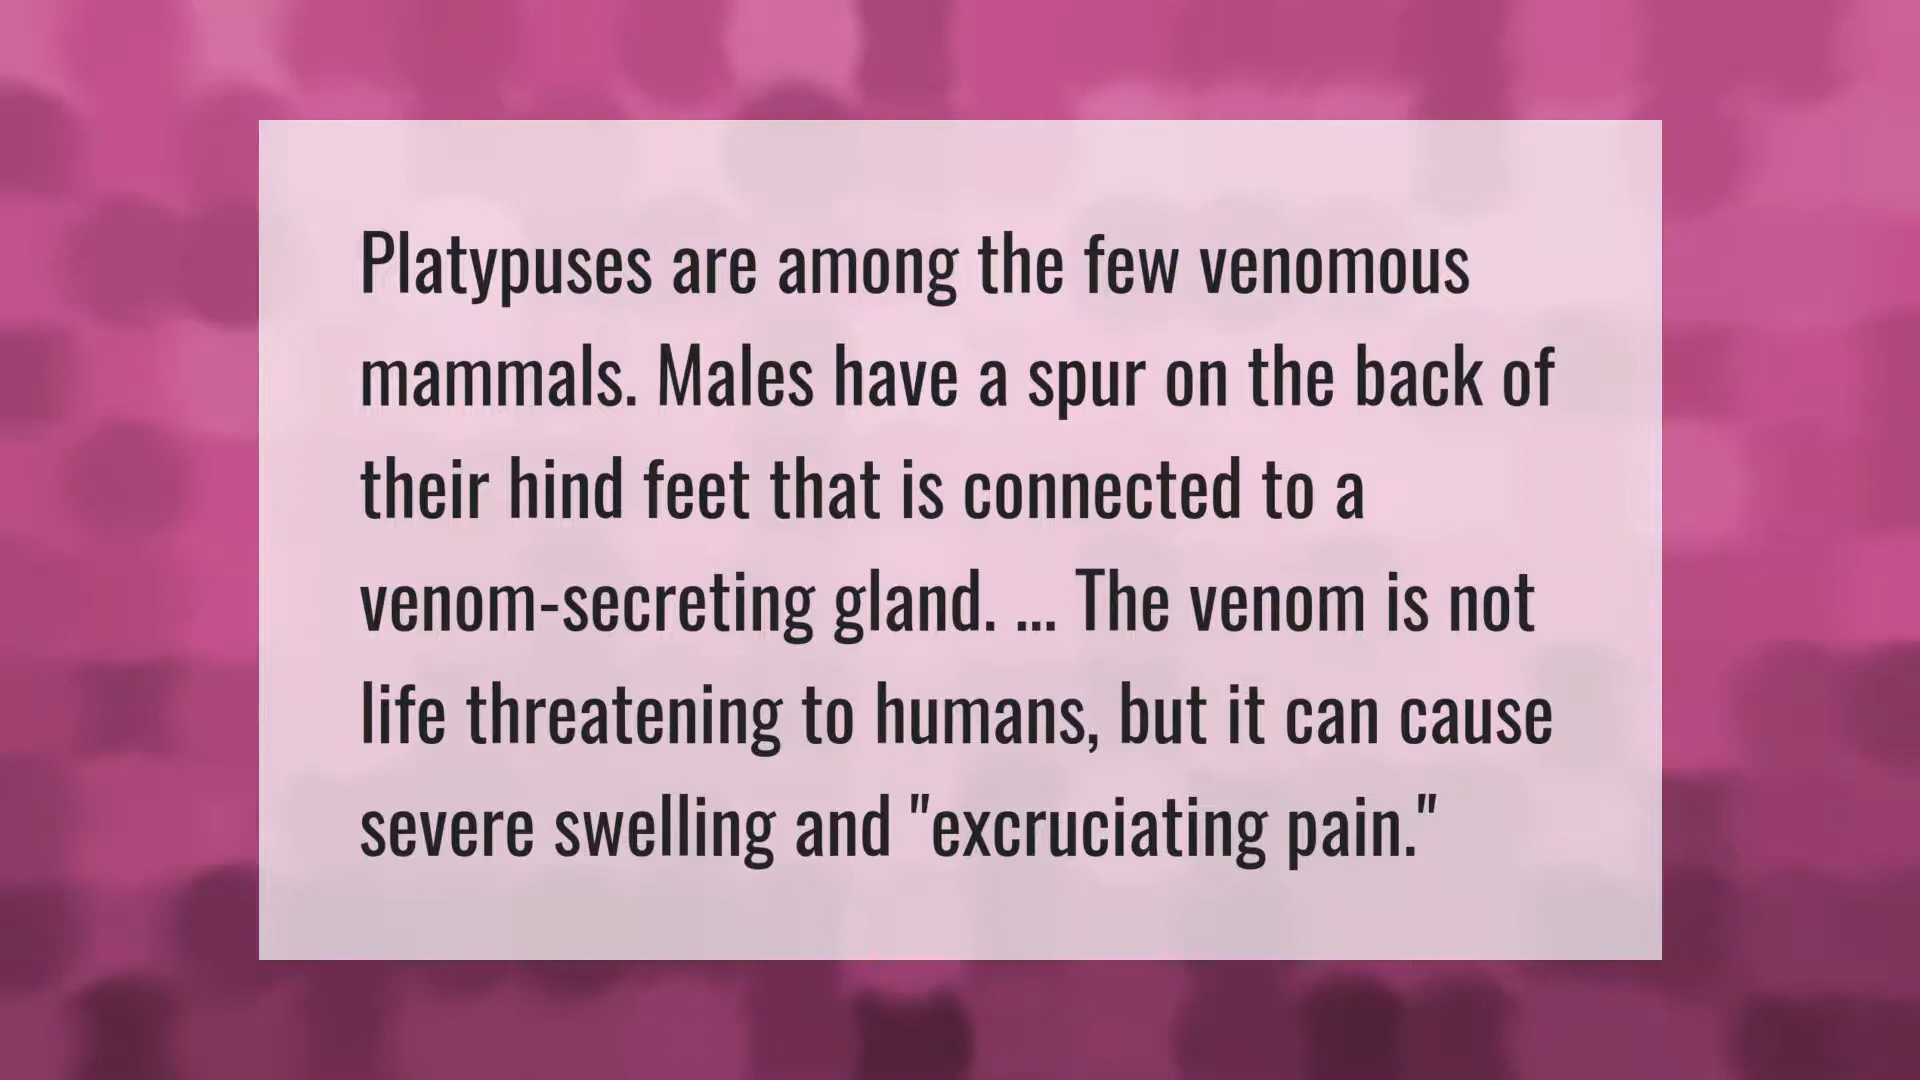 Platypuses are among the few venomous
mammals. Males have a spur on the back of
their hind feet that is connected to a
venom-secreting gland. ... The venom is not
life threatening to humans, but it can cause
severe swelling and "excruciating pain."